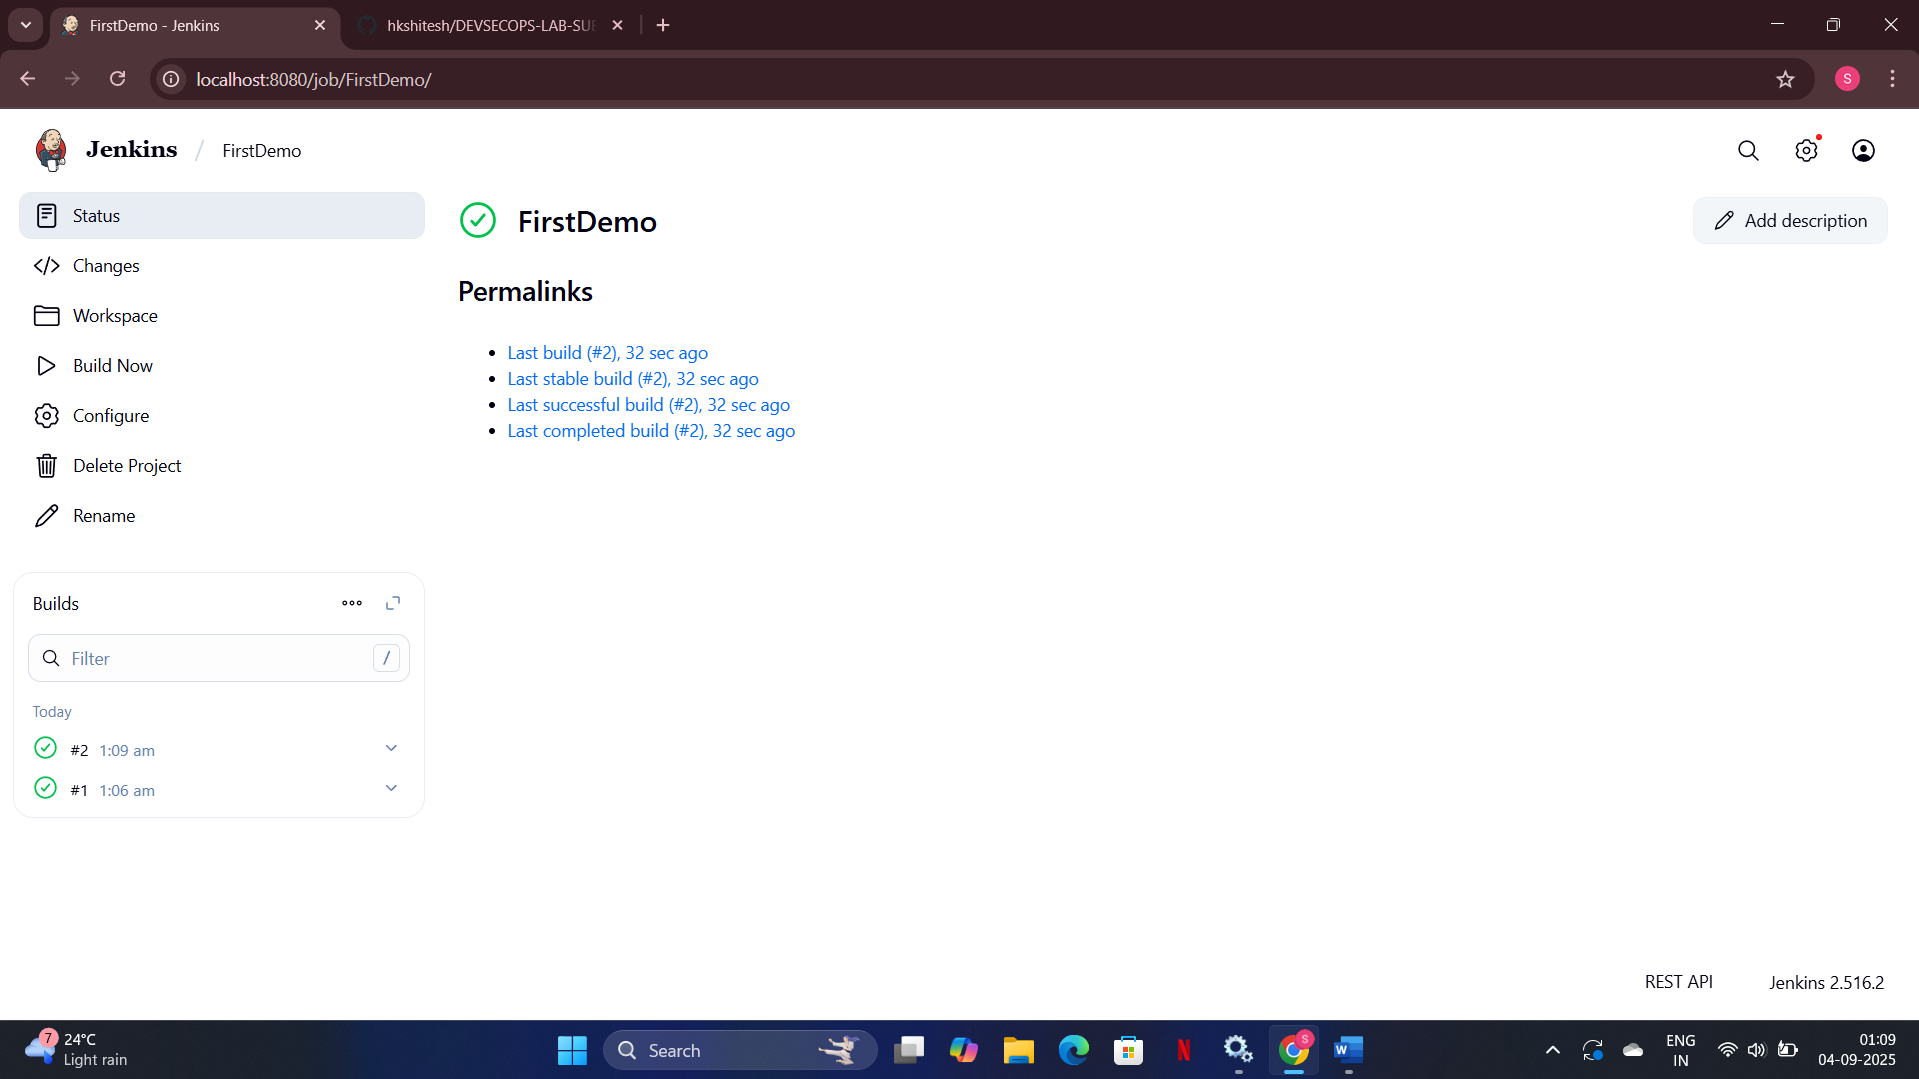 FirstDemo - Jenkins
hkshitesh/DEVSECOPS-LAB-SUB
localhost:8080/job/FirstDemo/
S
Jenkins / FirstDemo
Status
Changes
Workspace
Build Now
Configure
Delete Project
Rename
FirstDemo
Add description
Permalinks
Last build (#2), 32 sec ago
Last stable build (#2), 32 sec ago
Last successful build (#2), 32 sec ago
Last completed build (#2), 32 sec ago
Builds
Filter /
Today
#2 1:09 am
#1 1:06 am
REST API Jenkins 2.516.2
7
24°C
Light rain
Search
N
S
W
ENG
IN
01:09
04-09-2025